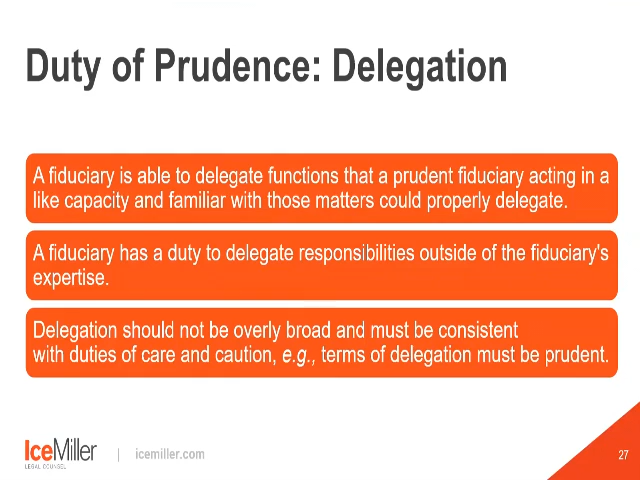 Duty of Prudence: Delegation
A fiduciary is able to delegate functions that a prudent fiduciary acting in a
like capacity and familiar with those matters could properly delegate.
A fiduciary has a duty to delegate responsibilities outside of the fiduciary's
expertise.
Delegation should not be overly broad and must be consistent
with duties of care and caution, e.g., terms of delegation must be prudent.
IceMiller
LEGAL COUNSEL
| icemiller.com
27